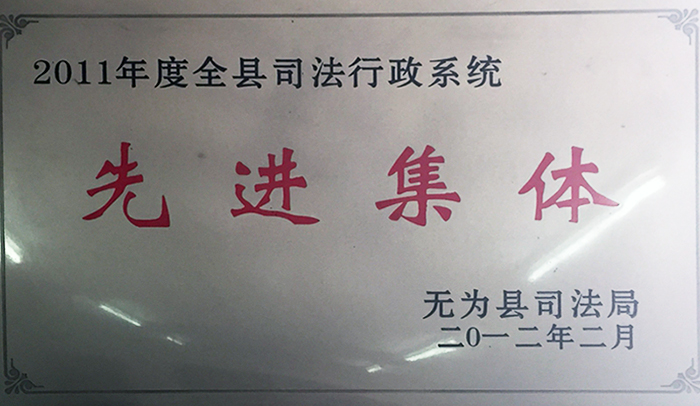 2011年度全县司法行政系统
先进集体
无为县司法局
二0一二年二月